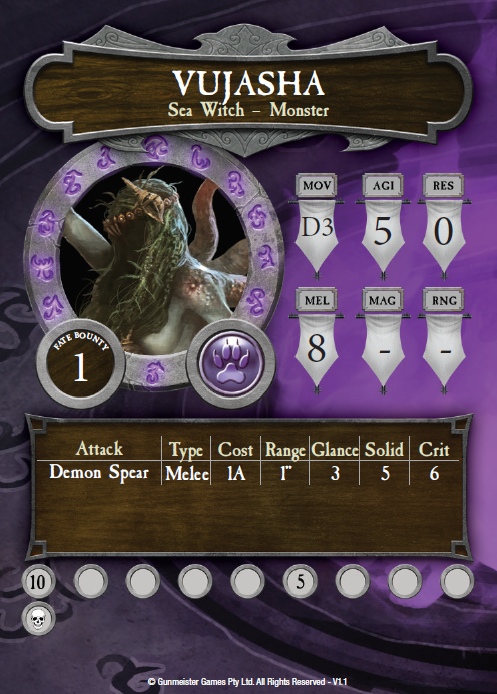 VUJASHA
Sea Witch – Monster
MOV AGI RES
D3 5 0
MEL MAG RNG
8 - -
FATE BOUNTY
1
Attack Type Cost Range Glance Solid Crit
Demon Spear Melee 1A 1" 3 5 6
10 5
© Gunmeister Games Pty Ltd. All Rights Reserved - V1.1